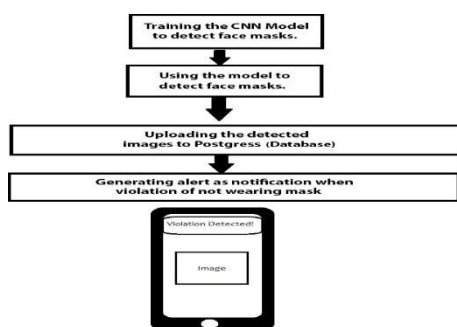 Training the CNN Model
to detect face masks.
Using the model to
detect face masks.
Uploading the detected
images to Postgress (Database)
Generating alert as notification when
violation of not wearing mask
Violation Detected!
Image